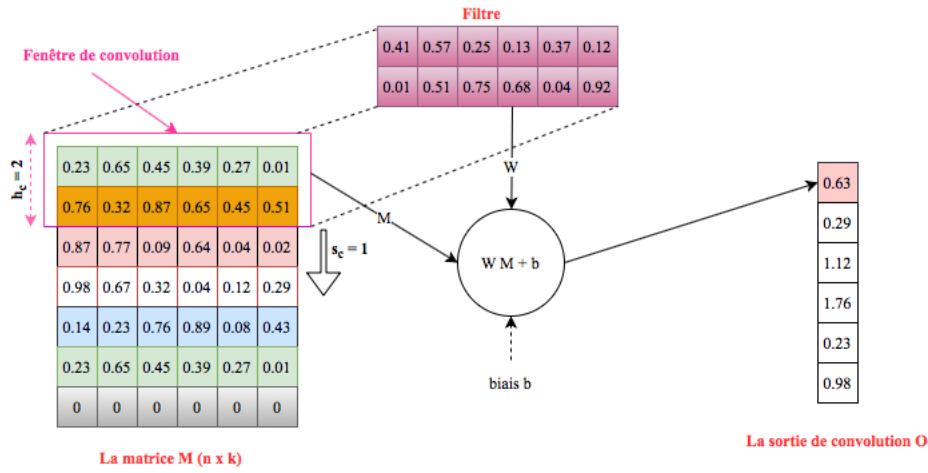 Filtre
0.41 0.57 0.25 0.13 0.37 0.12
0.01 0.51 0.75 0.68 0.04 0.92
Fenêtre de convolution
h_c = 2
0.23 0.65 0.45 0.39 0.27 0.01
0.76 0.32 0.87 0.65 0.45 0.51
0.87 0.77 0.09 0.64 0.04 0.02
0.98 0.67 0.32 0.04 0.12 0.29
0.14 0.23 0.76 0.89 0.08 0.43
0.23 0.65 0.45 0.39 0.27 0.01
0 0 0 0 0 0
La matrice M (n x k)
s_c = 1
M
W
W M + b
biais b
0.63
0.29
1.12
1.76
0.23
0.98
La sortie de convolution O